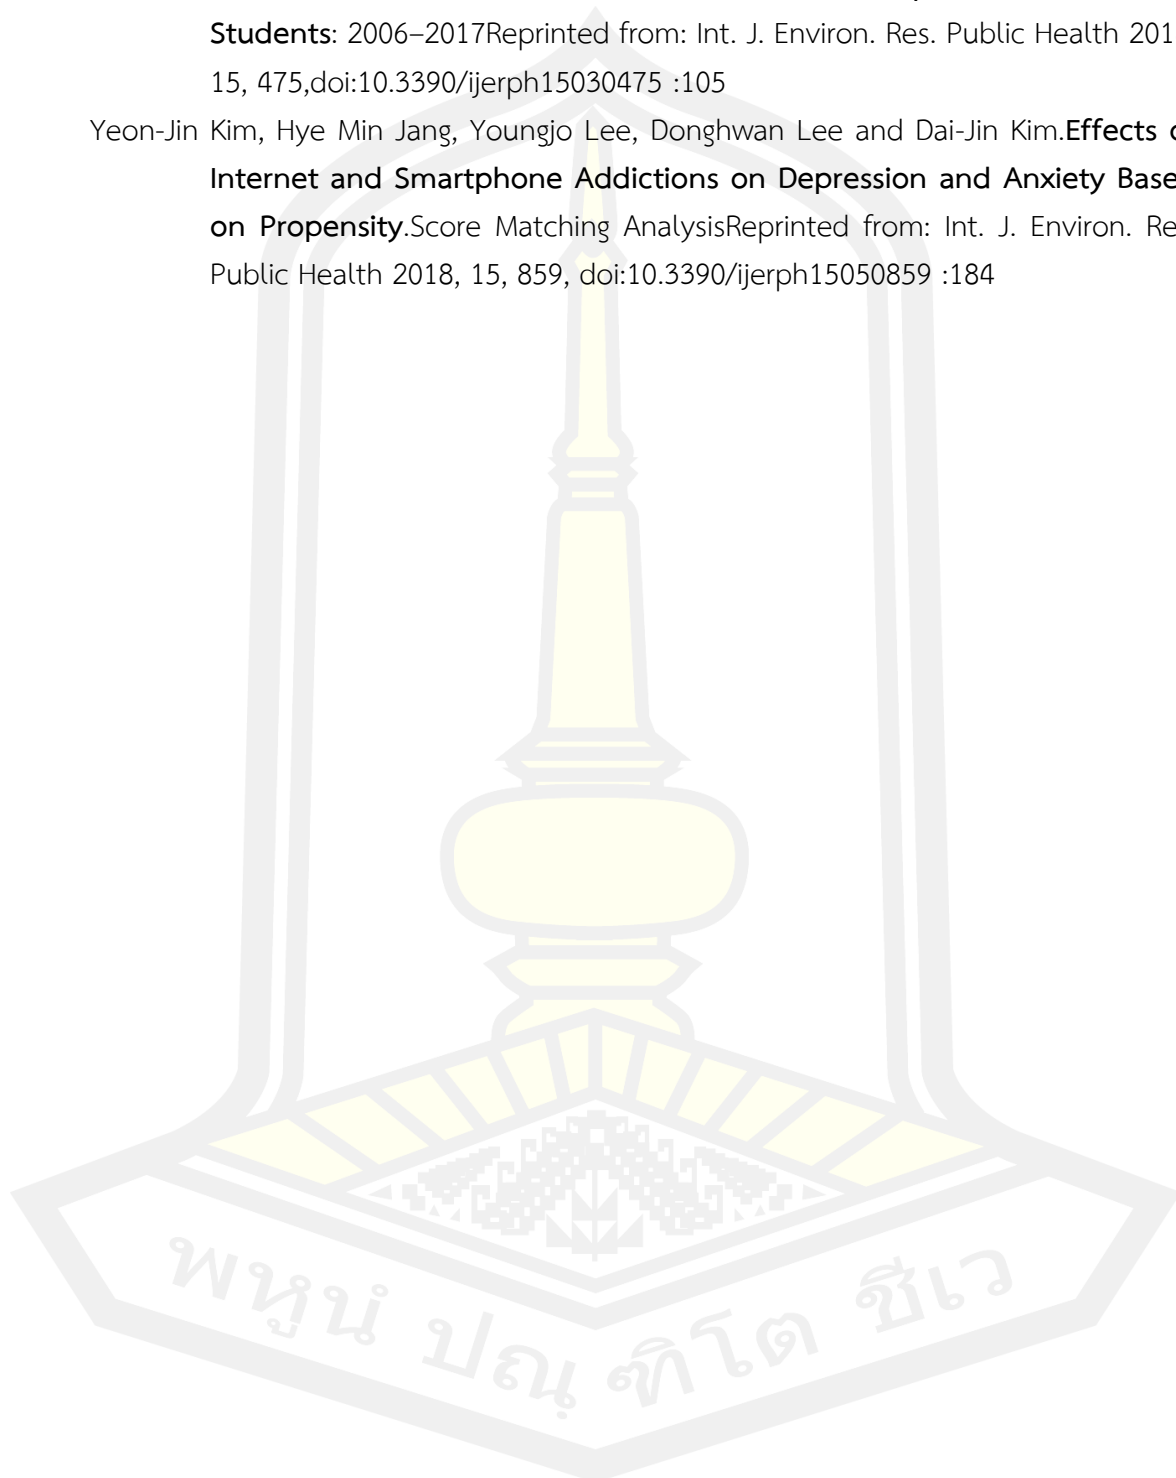 Students: 2006–2017Reprinted from: Int. J. Environ. Res. Public Health 201
15, 475,doi:10.3390/ijerph15030475 :105
Yeon-Jin Kim, Hye Min Jang, Youngjo Lee, Donghwan Lee and Dai-Jin Kim.Effects
Internet and Smartphone Addictions on Depression and Anxiety Base
on Propensity.Score Matching AnalysisReprinted from: Int. J. Environ. Re
Public Health 2018, 15, 859, doi:10.3390/ijerph15050859 :184
พหูนํ ปณฺฑิโต ชีเว